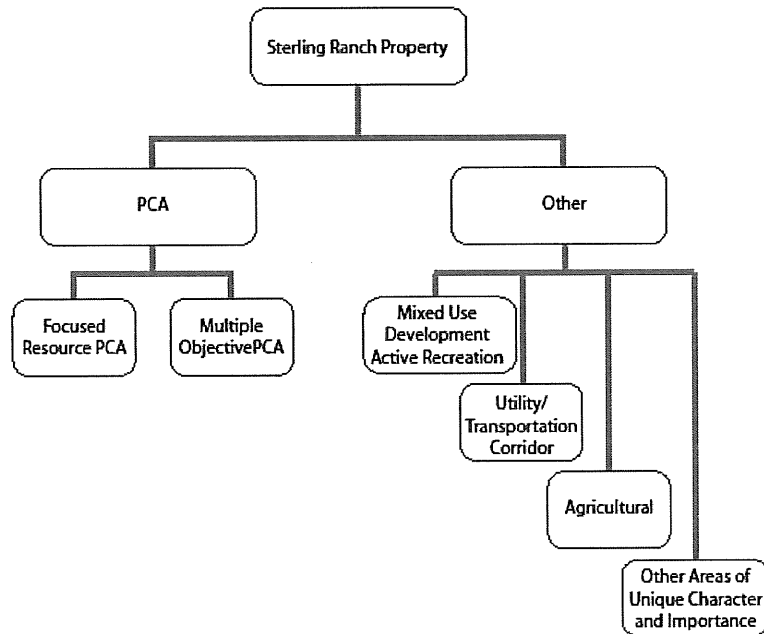 Sterling Ranch Property
PCA
Other
Focused
Resource PCA
Multiple
ObjectivePCA
Mixed Use
Development
Active Recreation
Utility/
Transportation
Corridor
Agricultural
Other Areas of
Unique Character
and Importance